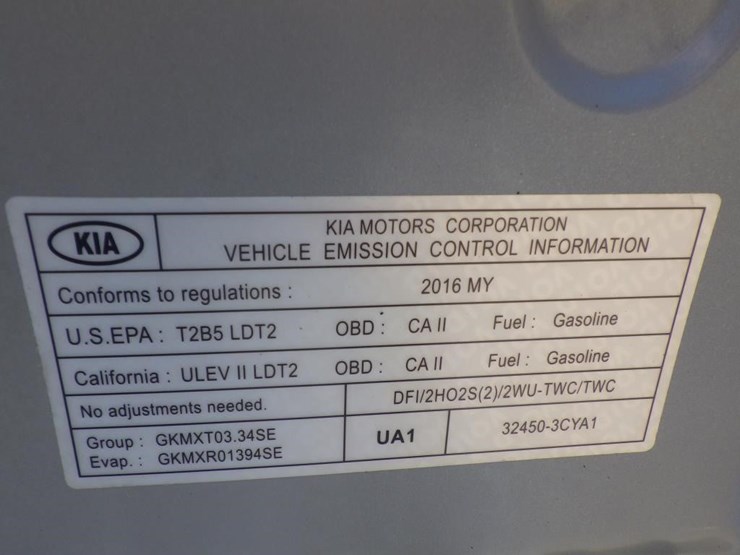 KIA
KIA MOTORS CORPORATION
VEHICLE EMISSION CONTROL INFORMATION
Conforms to regulations : 2016 MY
U.S.EPA : T2B5 LDT2 OBD : CA II Fuel : Gasoline
California : ULEV II LDT2 OBD : CA II Fuel : Gasoline
No adjustments needed. DFI/2HO2S(2)/2WU-TWC/TWC
Group : GKMXT03.34SE
Evap. : GKMXR01394SE
UA1
32450-3CYA1